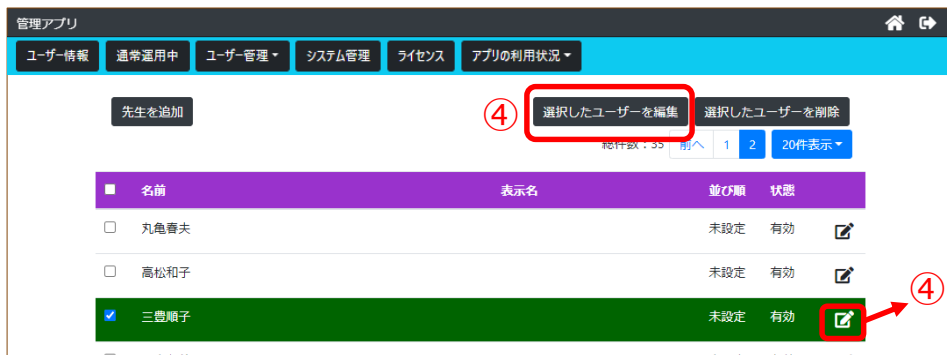 管理アプリ
ユーザー情報 通常運用中 ユーザー管理 システム管理 ライセンス アプリの利用状況
先生を追加 ④ 選択したユーザーを編集 選択したユーザーを削除
総件数：35 前へ 1 2 20件表示
名前 表示名 並び順 状態
丸亀春夫 未設定 有効
高松和子 未設定 有効
④
三豊順子 未設定 有効